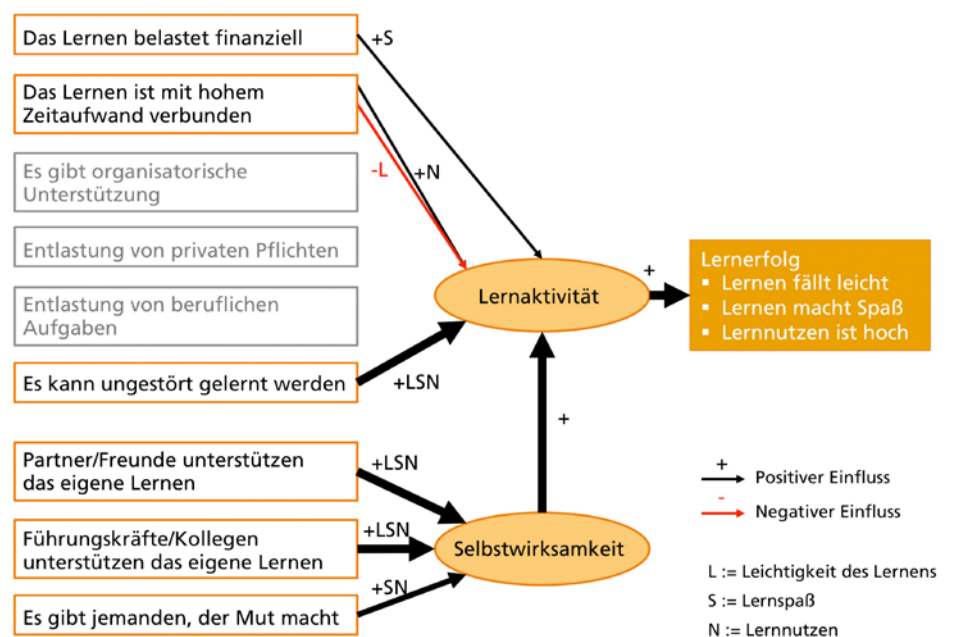 Das Lernen belastet finanziell
+S
Das Lernen ist mit hohem
Zeitaufwand verbunden
-L
+N
Es gibt organisatorische
Unterstützung
Entlastung von privaten Pflichten
Entlastung von beruflichen
Aufgaben
Es kann ungestört gelernt werden
+LSN
Lernaktivität
+
Lernerfolg
▪ Lernen fällt leicht
▪ Lernen macht Spaß
▪ Lernnutzen ist hoch
+
Partner/Freunde unterstützen
das eigene Lernen
+LSN
Führungskräfte/Kollegen
unterstützen das eigene Lernen
+LSN
Es gibt jemanden, der Mut macht
+SN
Selbstwirksamkeit
+
Positiver Einfluss
-
Negativer Einfluss
L := Leichtigkeit des Lernens
S := Lernspaß
N := Lernnutzen